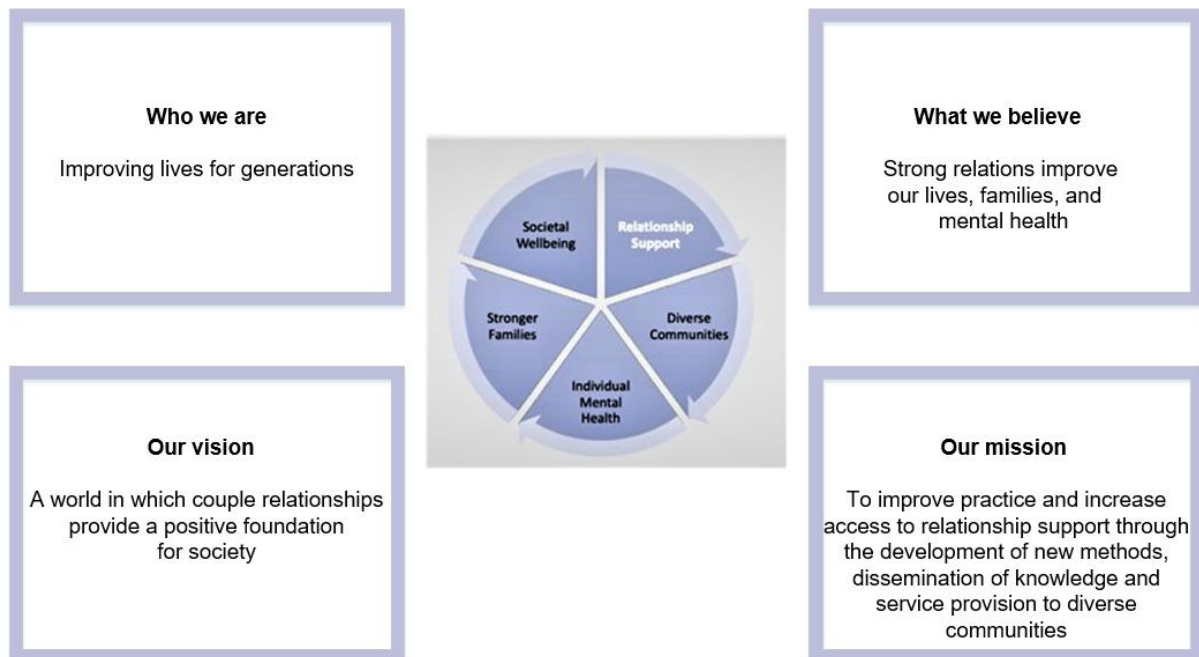 Who we are
Improving lives for generations
What we believe
Strong relations improve
our lives, families, and
mental health
Societal
Wellbeing
Relationship
Support
Diverse
Communities
Individual
Mental
Health
Stronger
Families
Our vision
A world in which couple relationships
provide a positive foundation
for society
Our mission
To improve practice and increase
access to relationship support through
the development of new methods,
dissemination of knowledge and
service provision to diverse
communities